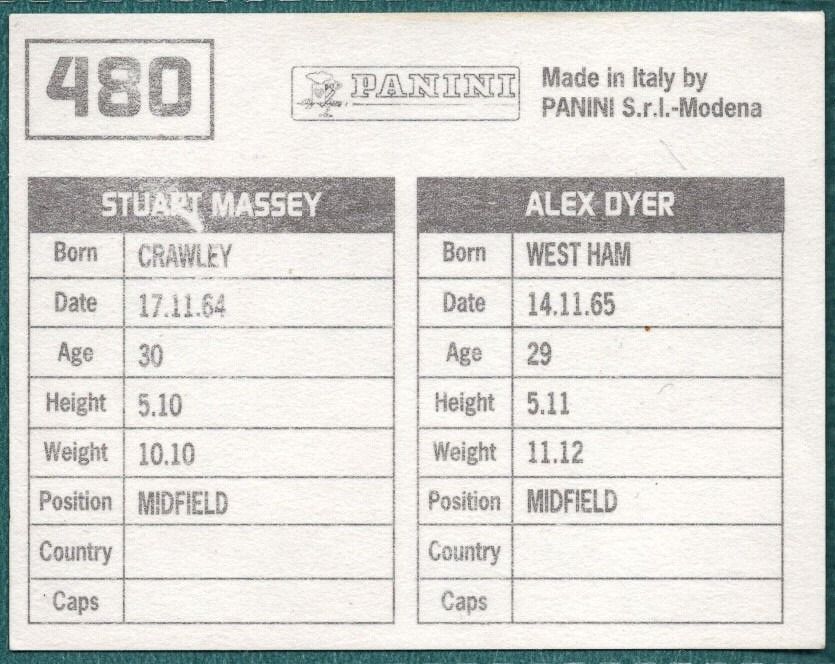 480
PANINI
Made in Italy by
PANINI S.r.l.-Modena
STUART MASSEY
Born CRAWLEY
Date 17.11.64
Age 30
Height 5.10
Weight 10.10
Position MIDFIELD
Country
Caps
ALEX DYER
Born WEST HAM
Date 14.11.65
Age 29
Height 5.11
Weight 11.12
Position MIDFIELD
Country
Caps